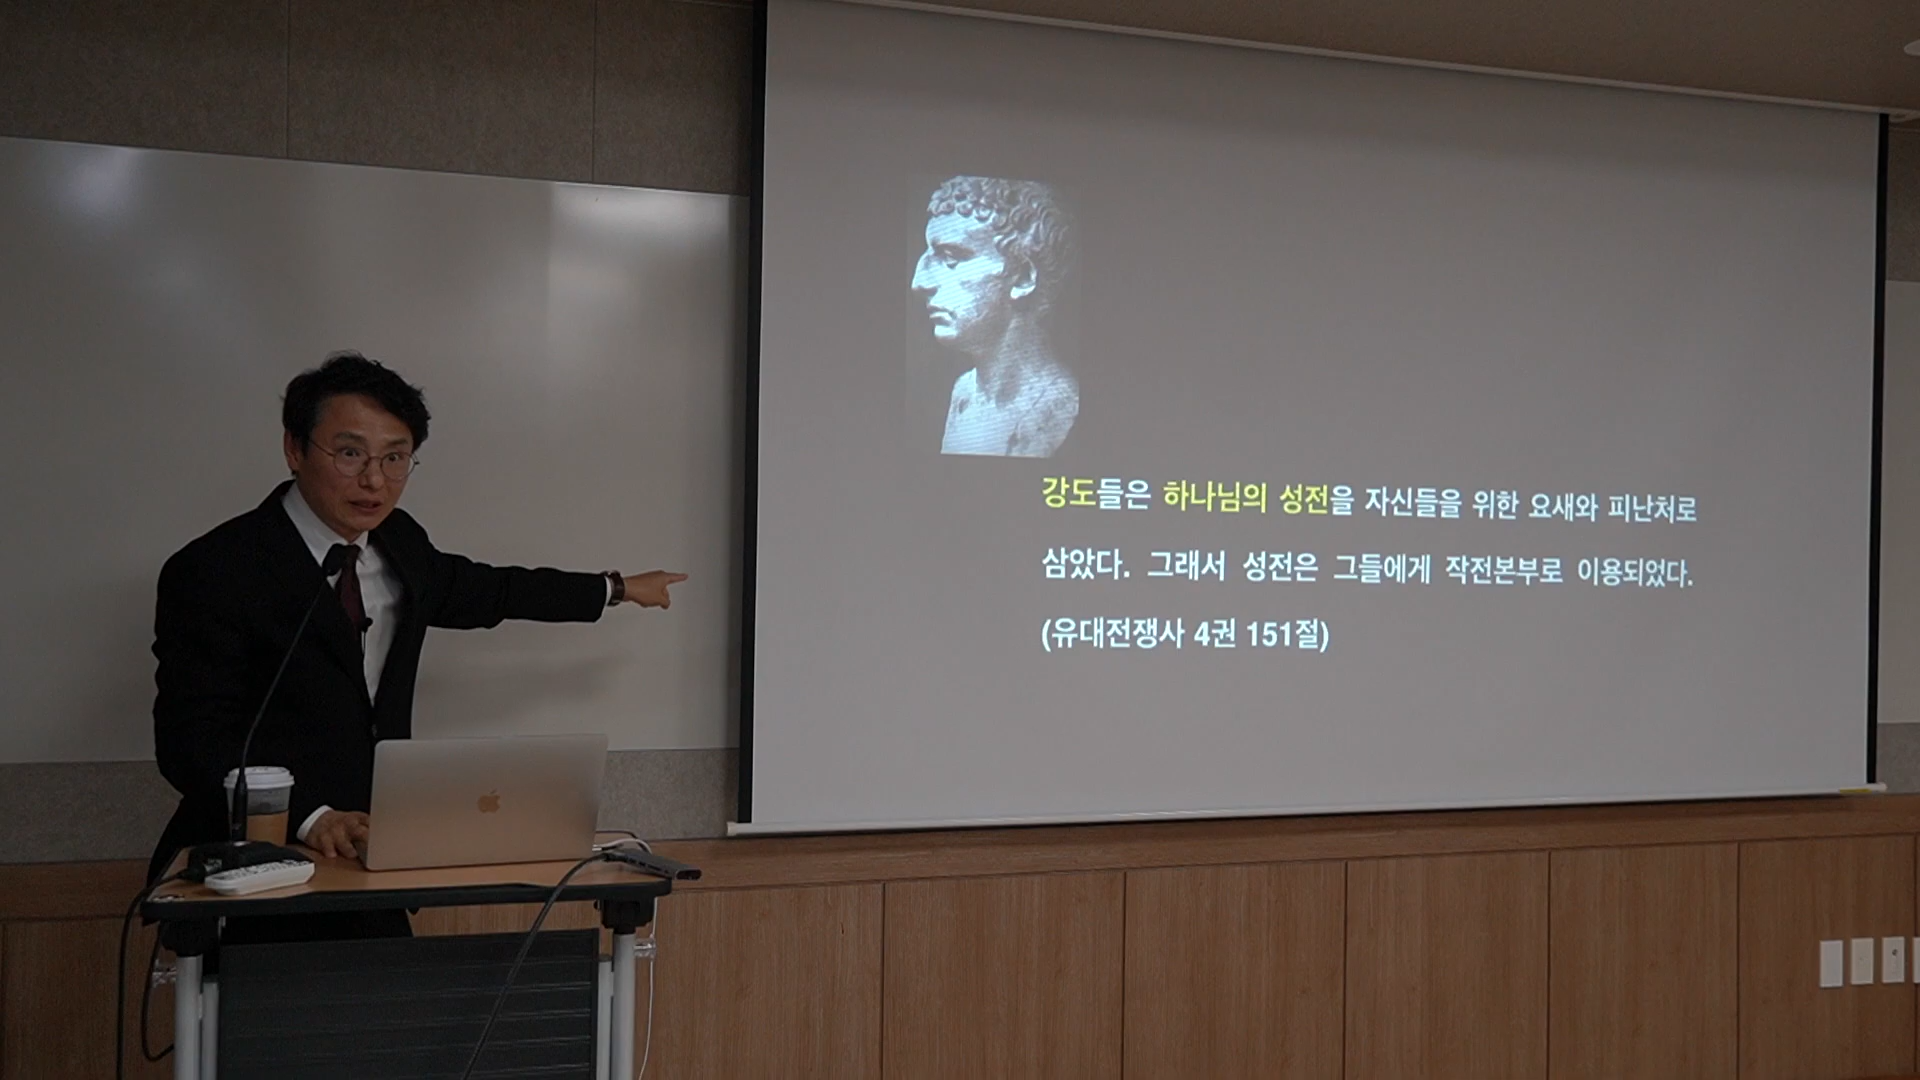 강도들은 하나님의 성전을 자신들을 위한 요새와 피난처로
삼았다. 그래서 성전은 그들에게 작전본부로 이용되었다.
(유대전쟁사 4권 151절)